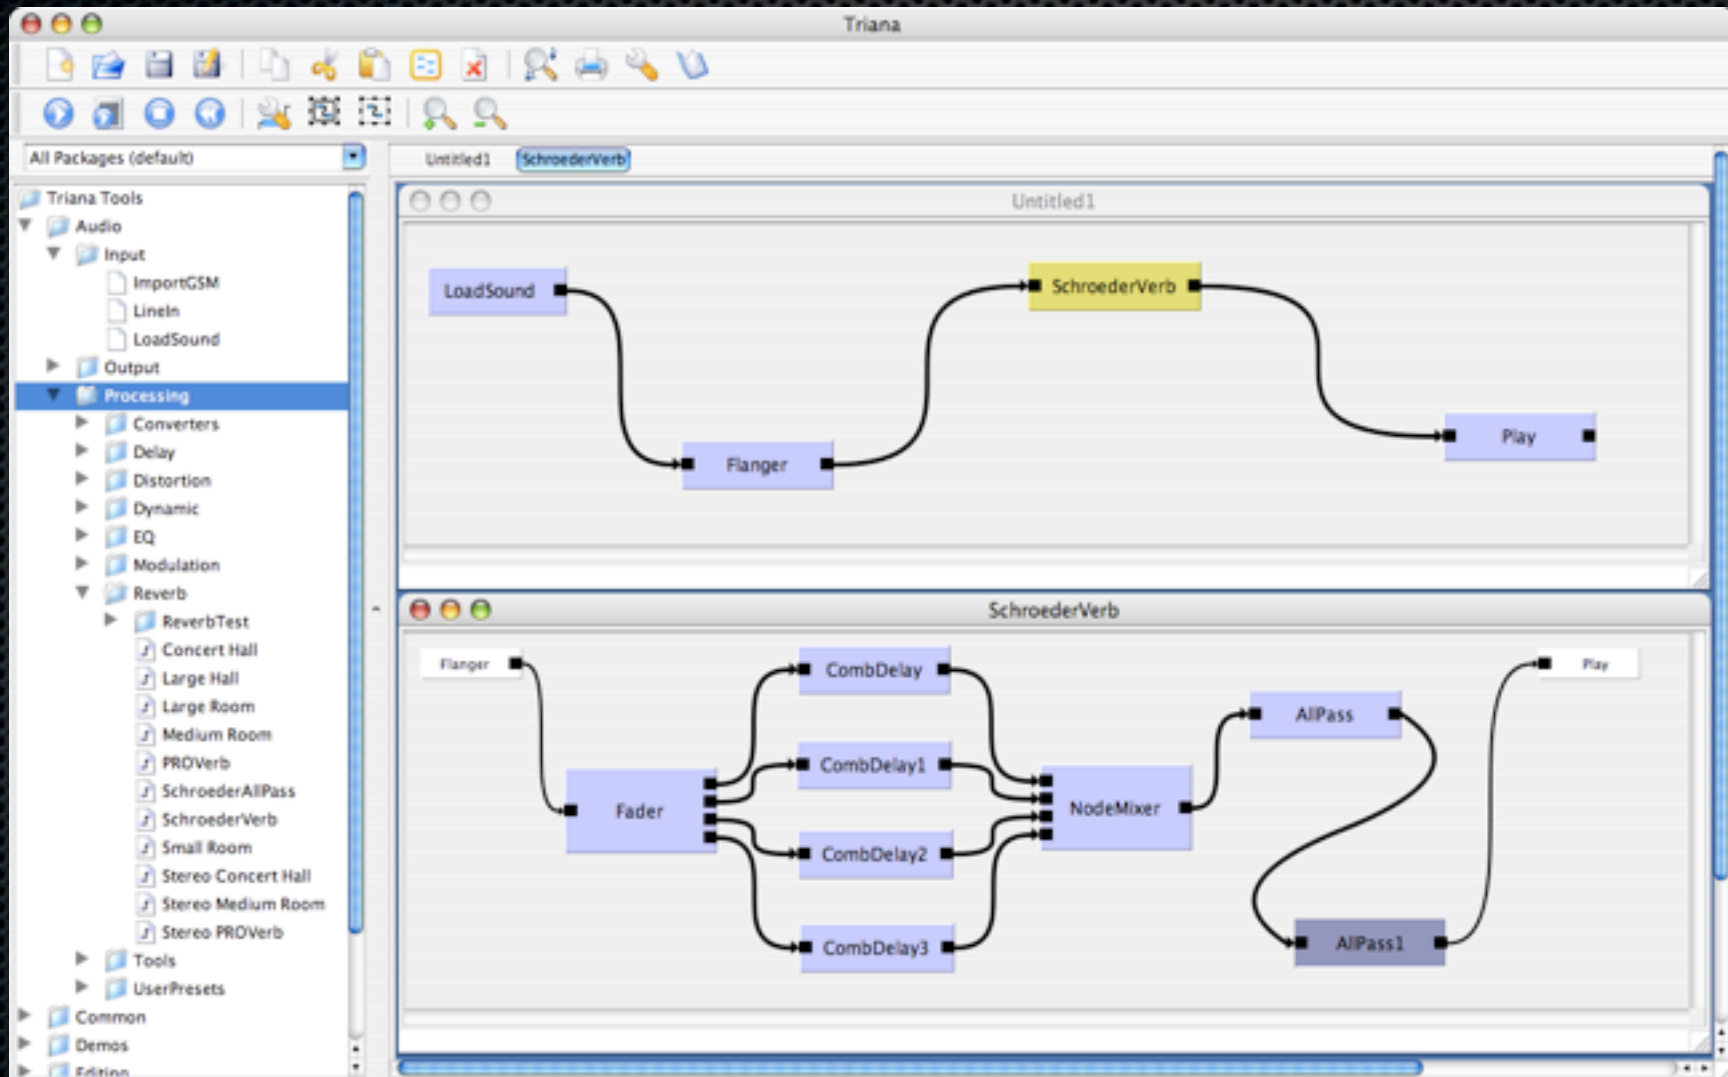 Triana
All Packages (default)
Untitled1
SchroederVerb
Triana Tools
Audio
Input
ImportGSM
LineIn
LoadSound
Output
Processing
Converters
Delay
Distortion
Dynamic
EQ
Modulation
Reverb
ReverbTest
Concert Hall
Large Hall
Large Room
Medium Room
PROVerb
SchroederAllPass
SchroederVerb
Small Room
Stereo Concert Hall
Stereo Medium Room
Stereo PROVerb
Tools
UserPresets
Common
Demos
Editing
Untitled1
LoadSound
SchroederVerb
Flanger
Play
SchroederVerb
Flanger
CombDelay
Play
AllPass
CombDelay1
Fader
NodeMixer
CombDelay2
CombDelay3
AllPass1